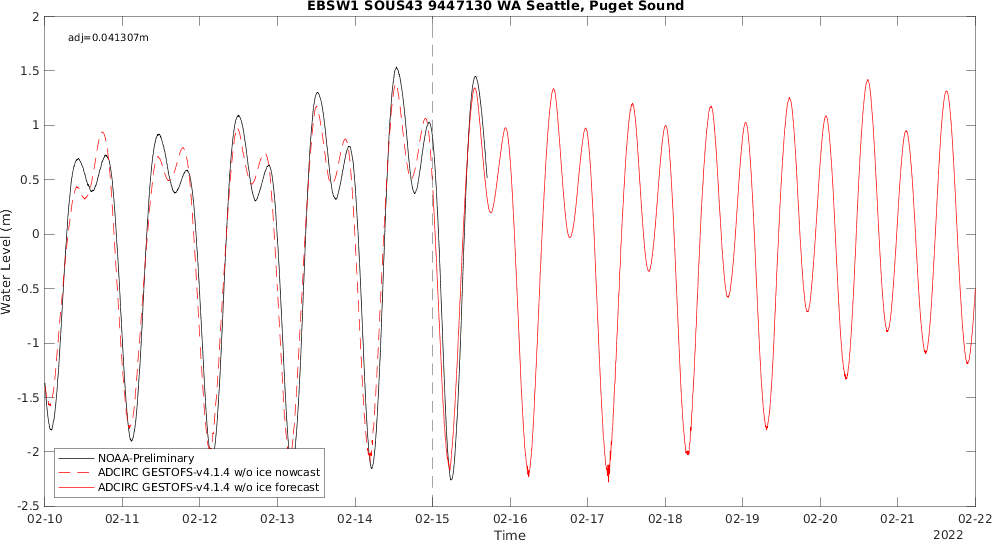 EBSW1 SOUS43 9447130 WA Seattle, Puget Sound
adj=0.041307m
Water Level (m)
2
1.5
1
0.5
0
-0.5
-1
-1.5
-2
-2.5
NOAA-Preliminary
ADCIRC GESTOFS-v4.1.4 w/o ice nowcast
ADCIRC GESTOFS-v4.1.4 w/o ice forecast
02-10 02-11 02-12 02-13 02-14 02-15 02-16 02-17 02-18 02-19 02-20 02-21 02-22
Time
2022